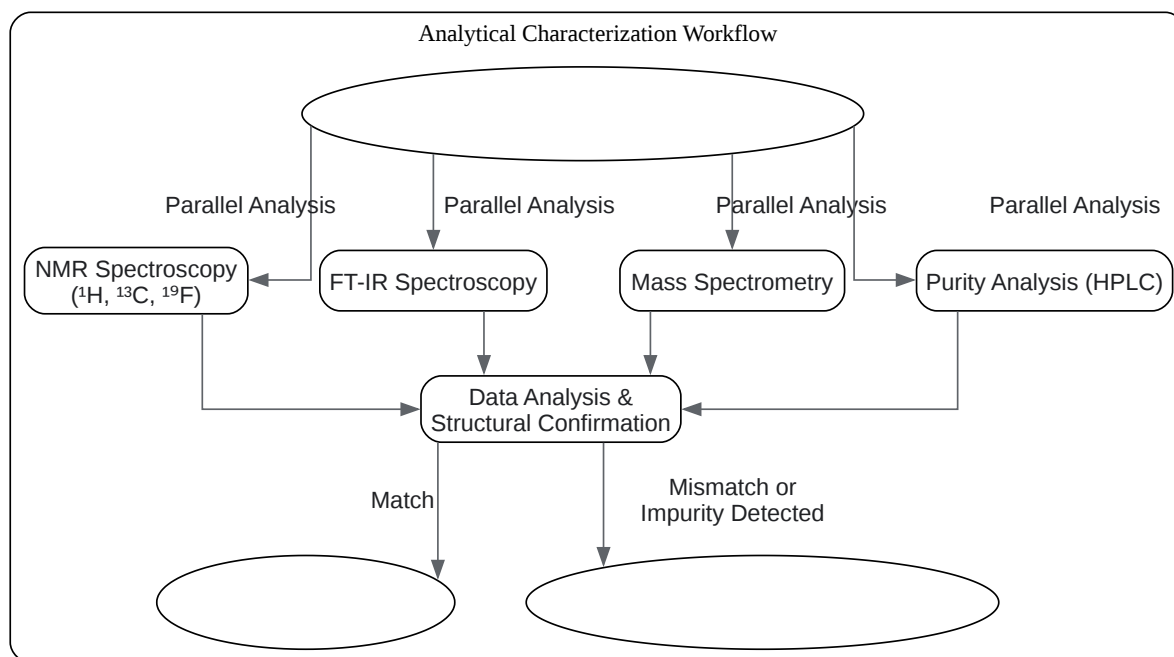 Analytical Characterization Workflow
Parallel Analysis
Parallel Analysis
Parallel Analysis
Parallel Analysis
NMR Spectroscopy
(¹H, ¹³C, ¹⁹F)
FT-IR Spectroscopy
Mass Spectrometry
Purity Analysis (HPLC)
Data Analysis &
Structural Confirmation
Match
Mismatch or
Impurity Detected